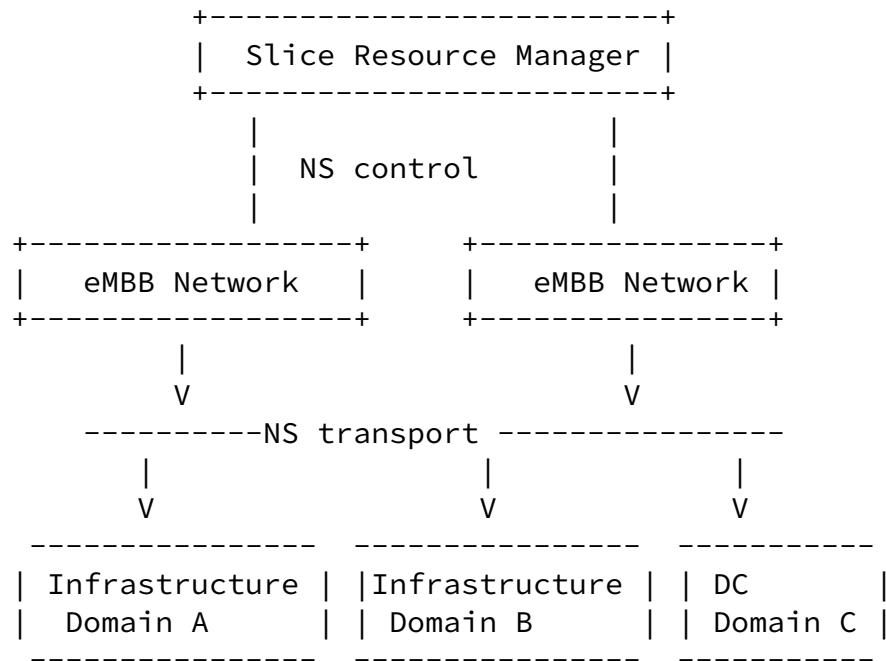 Slice Resource Manager
NS control
eMBB Network eMBB Network
NS transport
Infrastructure Infrastructure DC
Domain A Domain B Domain C